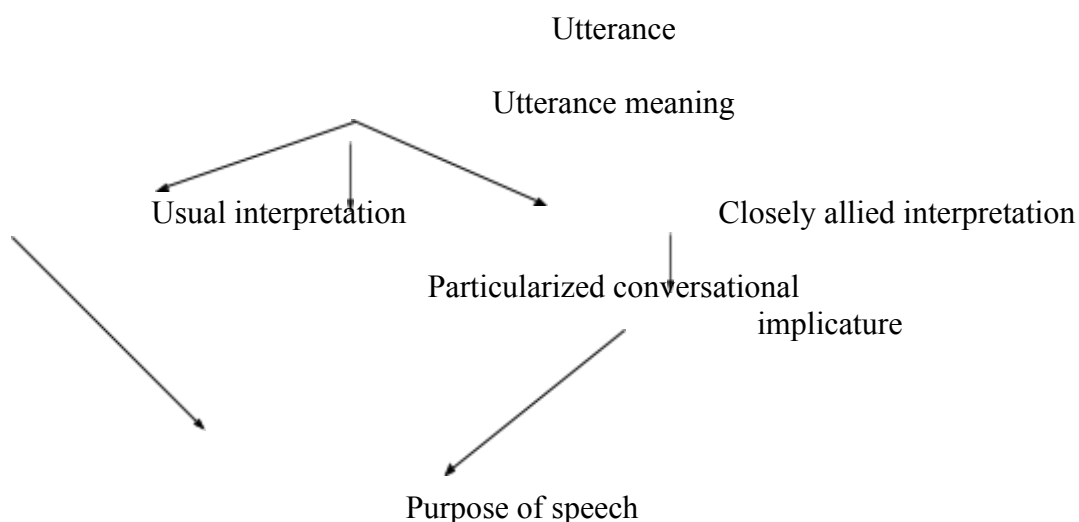 Utterance
Utterance meaning
Usual interpretation Closely allied interpretation
Particularized conversational
implicature
Purpose of speech